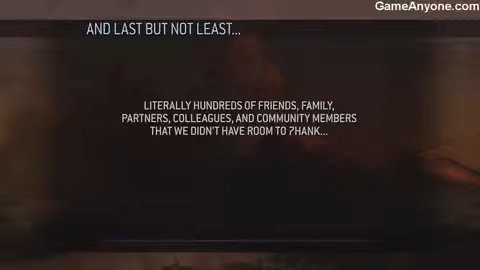 GameAnyone.com
AND LAST BUT NOT LEAST...
LITERALLY HUNDREDS OF FRIENDS, FAMILY,
PARTNERS, COLLEAGUES, AND COMMUNITY MEMBERS
THAT WE DIDN'T HAVE ROOM TO ?HANK...